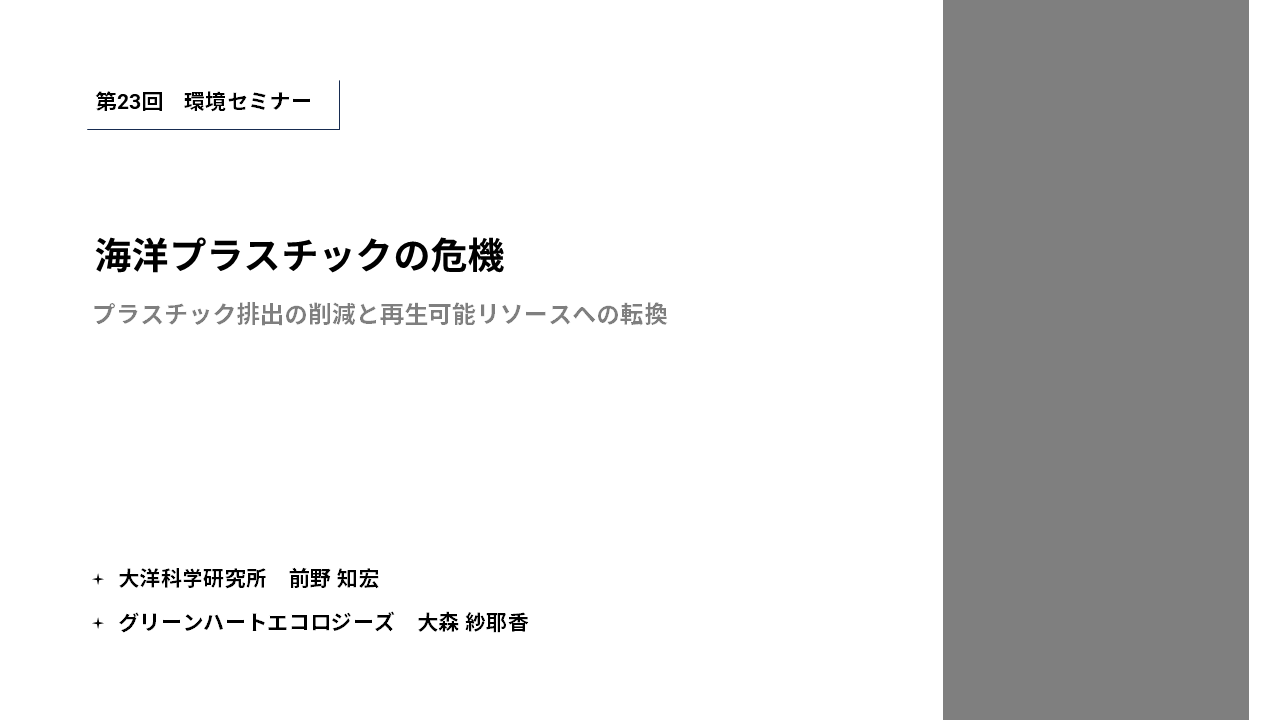 第23回　環境セミナー
海洋プラスチックの危機
プラスチック排出の削減と再生可能リソースへの転換
大洋科学研究所　前野 知宏
グリーンハートエコロジーズ　大森 紗耶香